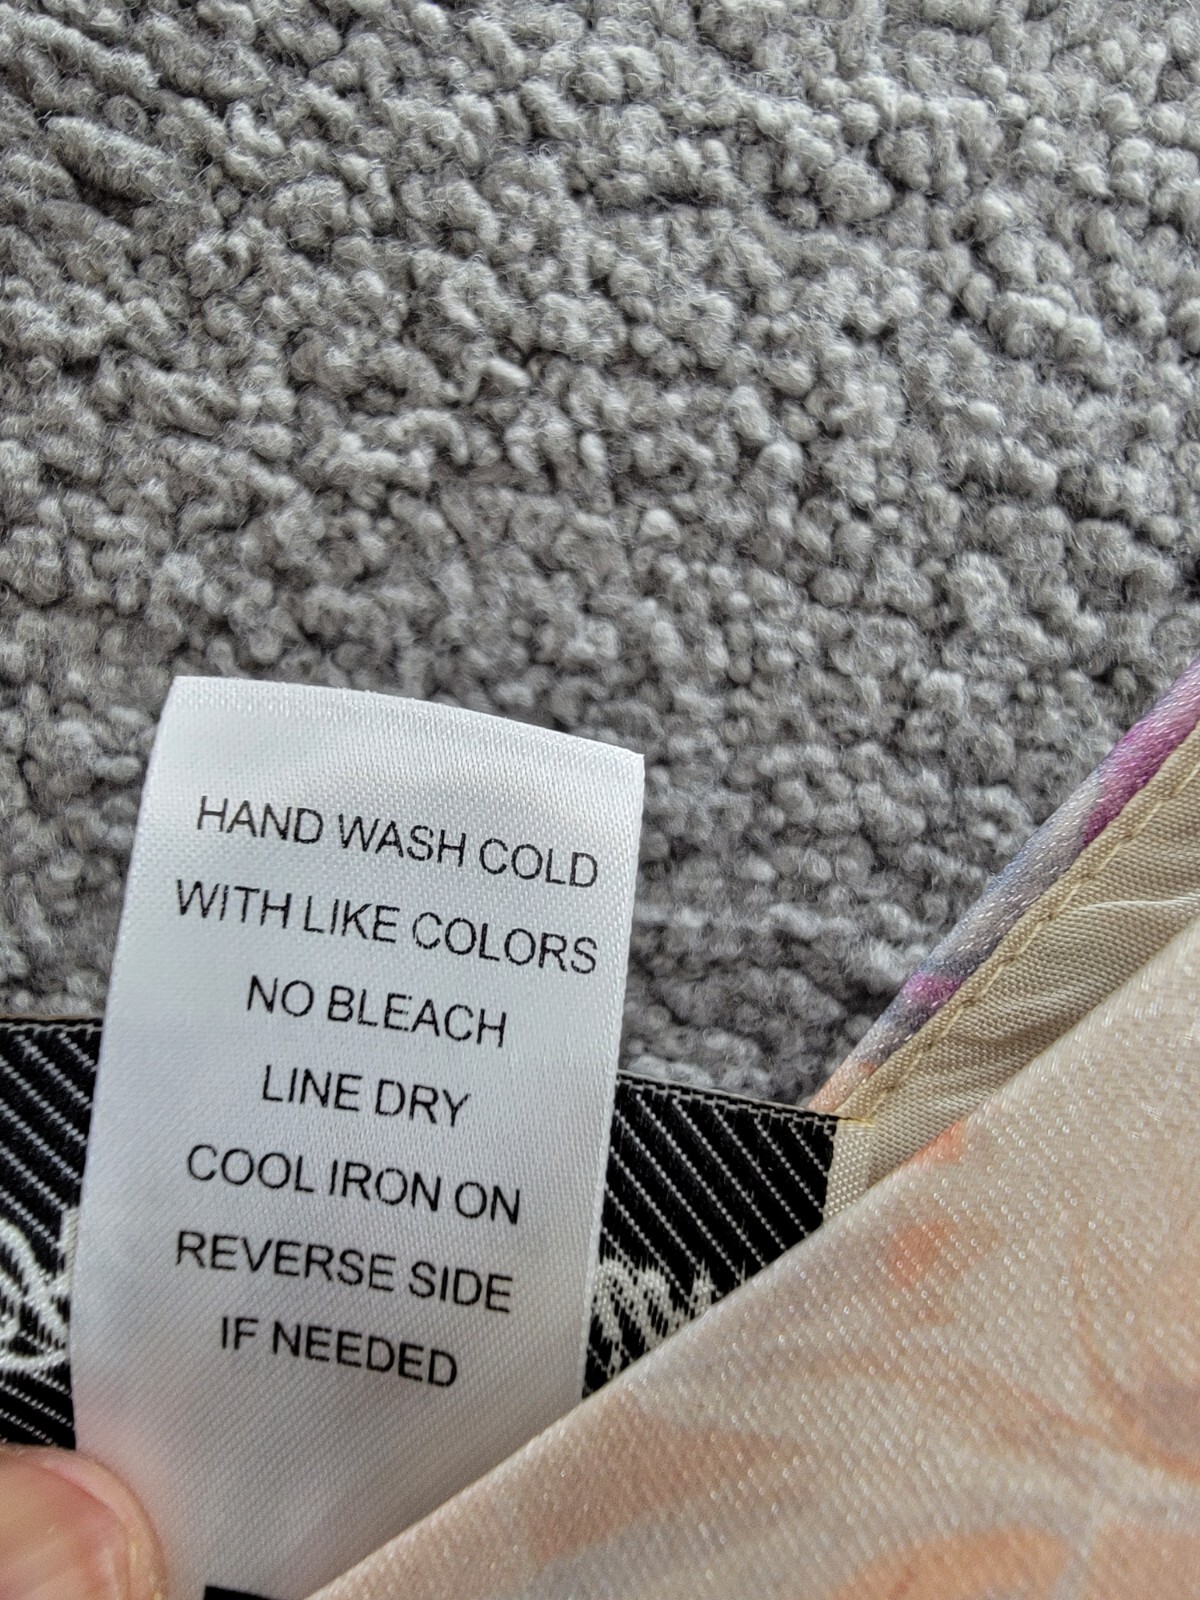 HAND WASH COLD
WITH LIKE COLORS
NO BLEACH
LINE DRY
COOL IRON ON
REVERSE SIDE
IF NEEDED